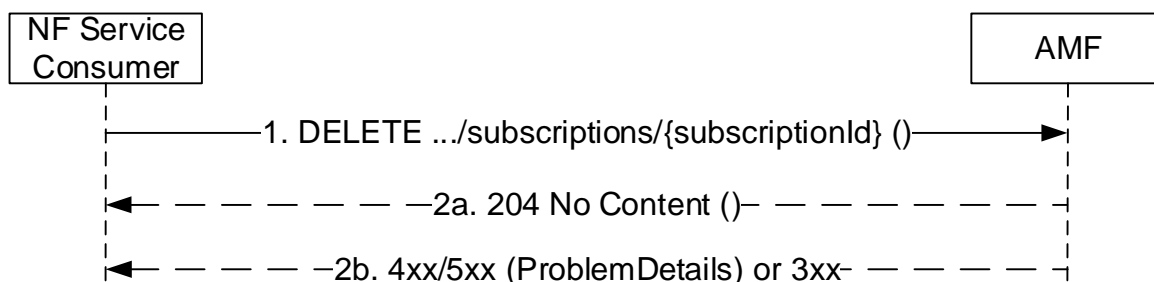 NF Service
Consumer
AMF
1. DELETE .../subscriptions/{subscriptionId} ()
2a. 204 No Content ()
2b. 4xx/5xx (ProblemDetails) or 3xx